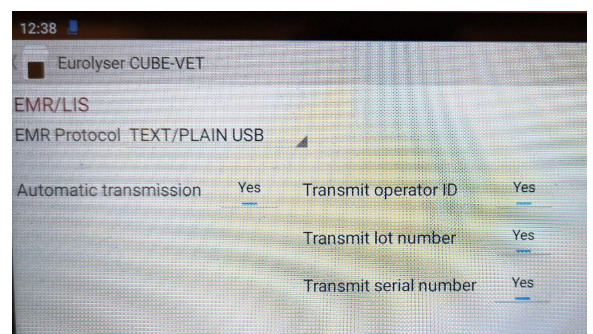 12:38
Eurolyser CUBE-VET
EMR/LIS
EMR Protocol TEXT/PLAIN USB
Automatic transmission Yes Transmit operator ID Yes
Transmit lot number Yes
Transmit serial number Yes